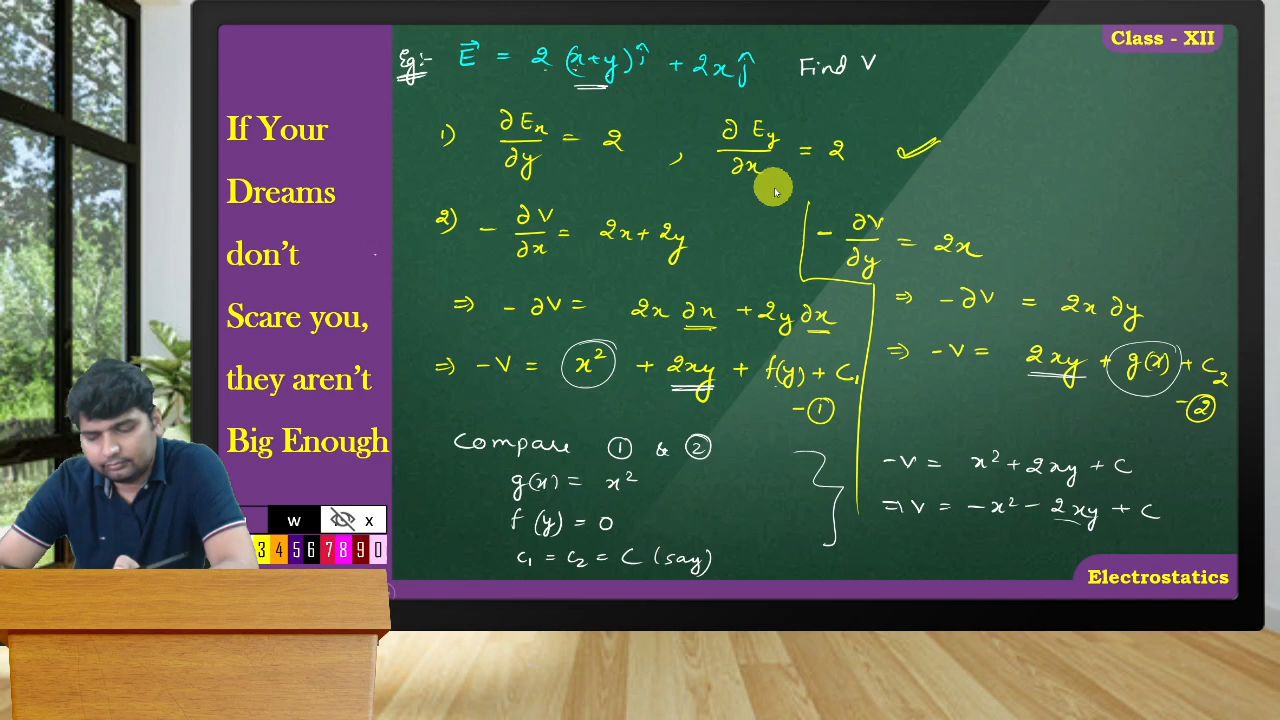 Class - XII
If Your
Dreams
don't
Scare you,
they aren't
Big Enough
Eg:- E⃗ = 2 (x+y) î + 2x ĵ Find V
1) ∂Ex/∂y = 2 , ∂Ey/∂x = 2 ✓
2) - ∂V/∂x = 2x + 2y
⇒ - ∂V = 2x ∂x + 2y ∂x
⇒ - V = x² + 2xy + f(y) + C₁ - ①
- ∂V/∂y = 2x
⇒ - ∂V = 2x ∂y
⇒ - V = 2xy + g(x) + C₂ - ②
Compare ① & ②
g(x) = x²
f (y) = 0
C₁ = C₂ = C (say)
-V = x² + 2xy + C
⇒ V = -x² - 2xy + C
w x
3 4 5 6 7 8 9 0
Electrostatics